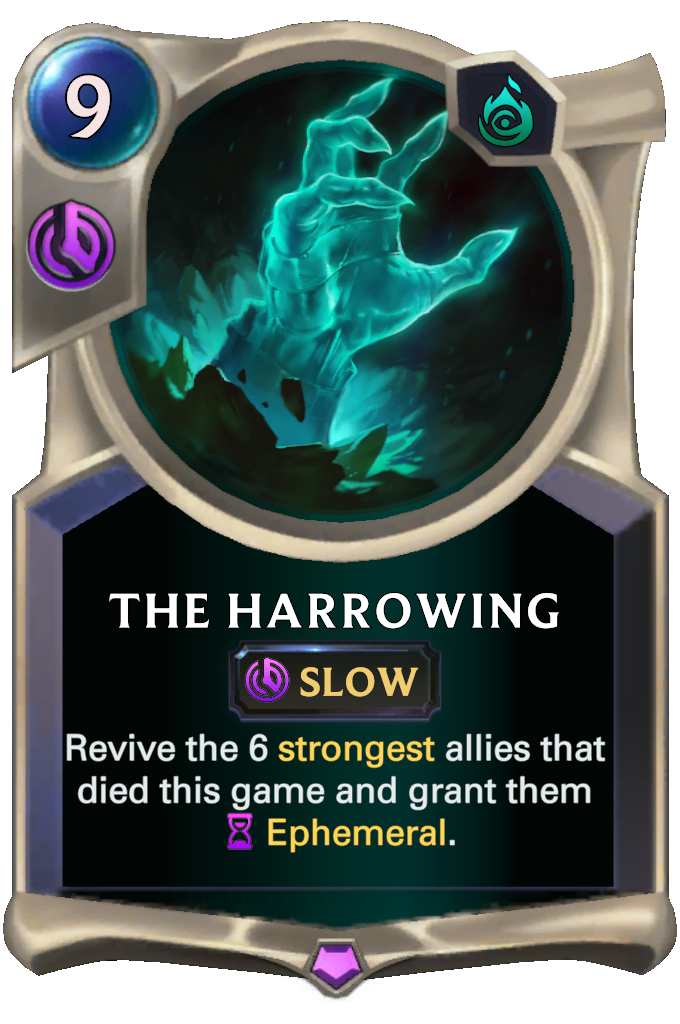 9
THE HARROWING
SLOW
Revive the 6 strongest allies that
died this game and grant them
Ephemeral.